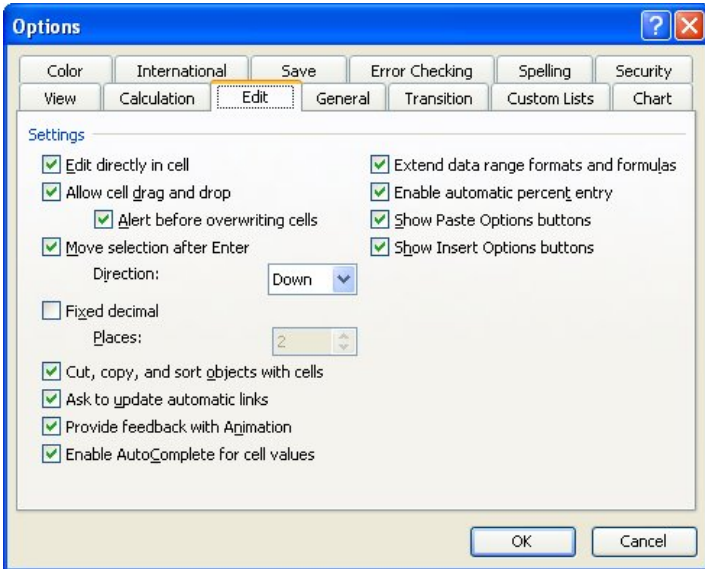 Options
Color International Save Error Checking Spelling Security
View Calculation Edit General Transition Custom Lists Chart
Settings
Edit directly in cell
Allow cell drag and drop
Alert before overwriting cells
Move selection after Enter
Direction: Down
Fixed decimal
Places: 2
Cut, copy, and sort objects with cells
Ask to update automatic links
Provide feedback with Animation
Enable AutoComplete for cell values
Extend data range formats and formulas
Enable automatic percent entry
Show Paste Options buttons
Show Insert Options buttons
OK Cancel